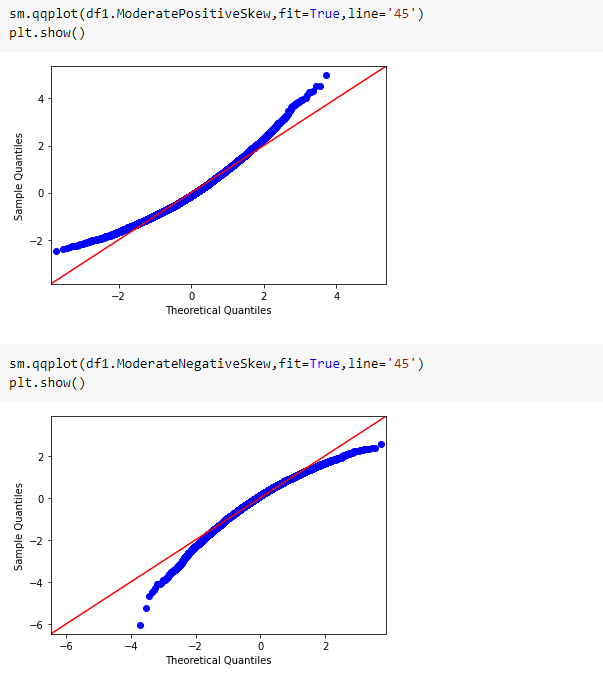 sm.qqplot(df1.ModeratePositiveSkew,fit=True,line='45')
plt.show()
4
2
0
−2
Sample Quantiles
−2 0 2 4
Theoretical Quantiles
sm.qqplot(df1.ModerateNegativeSkew,fit=True,line='45')
plt.show()
2
0
−2
−4
−6
Sample Quantiles
−6 −4 −2 0 2
Theoretical Quantiles